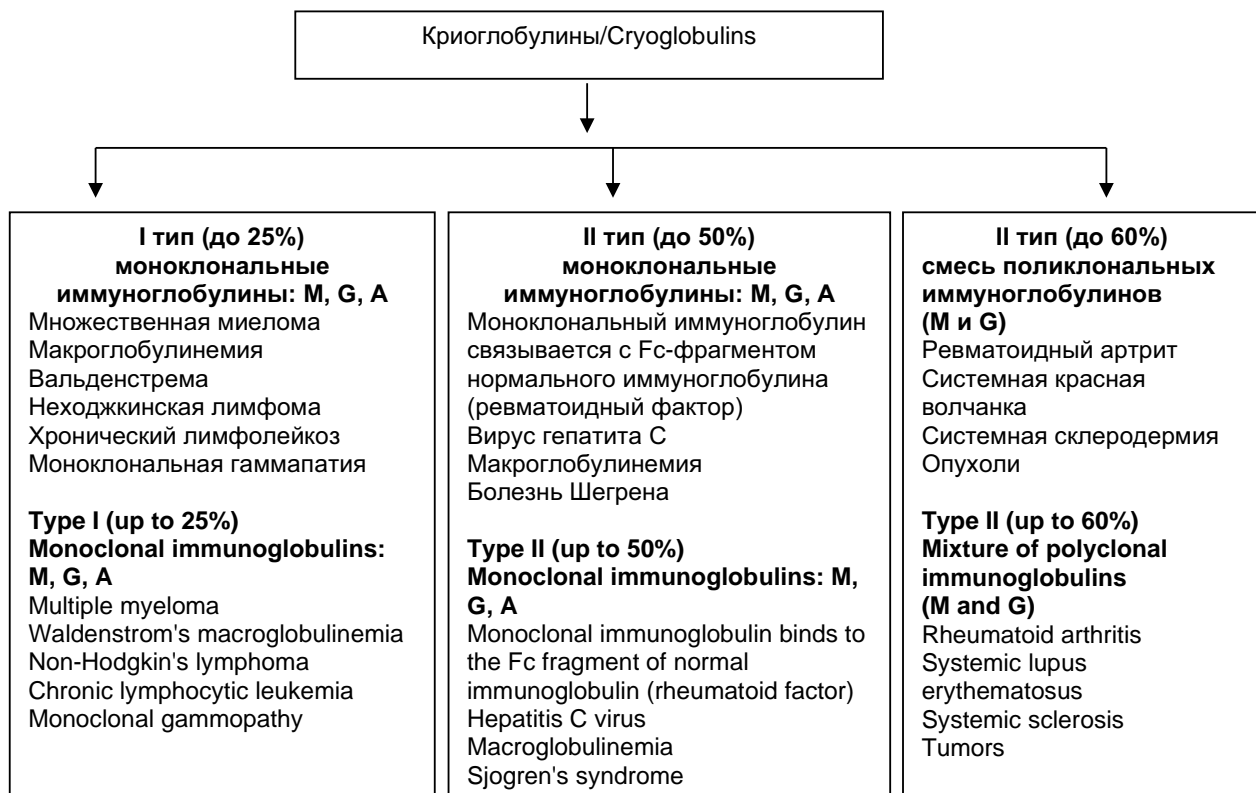 Криоглобулины/Cryoglobulins
I тип (до 25%)
моноклональные
иммуноглобулины: M, G, A
Множественная миелома
Макроглобулинемия
Вальденстрема
Неходжкинская лимфома
Хронический лимфолейкоз
Моноклональная гаммапатия
Type I (up to 25%)
Monoclonal immunoglobulins:
M, G, A
Multiple myeloma
Waldenstrom's macroglobulinemia
Non-Hodgkin's lymphoma
Chronic lymphocytic leukemia
Monoclonal gammopathy
II тип (до 50%)
моноклональные
иммуноглобулины: M, G, A
Моноклональный иммуноглобулин
связывается с Fc-фрагментом
нормального иммуноглобулина
(ревматоидный фактор)
Вирус гепатита С
Макроглобулинемия
Болезнь Шегрена
Type II (up to 50%)
Monoclonal immunoglobulins: M,
G, A
Monoclonal immunoglobulin binds to
the Fc fragment of normal
immunoglobulin (rheumatoid factor)
Hepatitis C virus
Macroglobulinemia
Sjogren's syndrome
II тип (до 60%)
смесь поликлональных
иммуноглобулинов
(M и G)
Ревматоидный артрит
Системная красная
волчанка
Системная склеродермия
Опухоли
Type II (up to 60%)
Mixture of polyclonal
immunoglobulins
(M and G)
Rheumatoid arthritis
Systemic lupus
erythematosus
Systemic sclerosis
Tumors